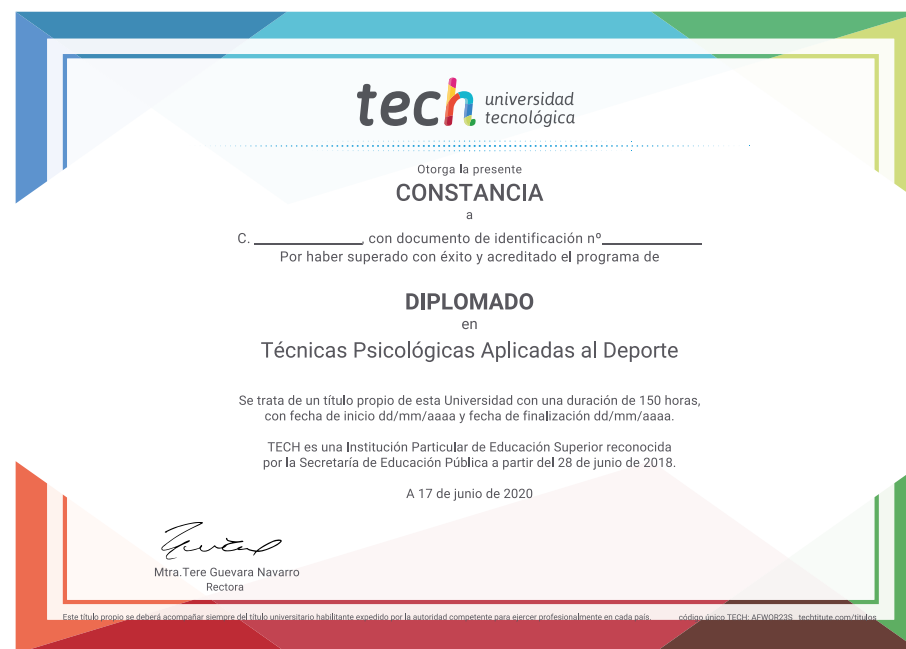 tech universidad
tecnológica
Otorga la presente
CONSTANCIA
a
C. ____________, con documento de identificación nº____________
Por haber superado con éxito y acreditado el programa de
DIPLOMADO
en
Técnicas Psicológicas Aplicadas al Deporte
Se trata de un título propio de esta Universidad con una duración de 150 horas,
con fecha de inicio dd/mm/aaaa y fecha de finalización dd/mm/aaaa.
TECH es una Institución Particular de Educación Superior reconocida
por la Secretaría de Educación Pública a partir del 28 de junio de 2018.
A 17 de junio de 2020
Mtra.Tere Guevara Navarro
Rectora
Este título propio se deberá acompañar siempre del título universitario habilitante expedido por la autoridad competente para ejercer profesionalmente en cada país. código único TECH: AFWOR23S techtitute.com/titulos